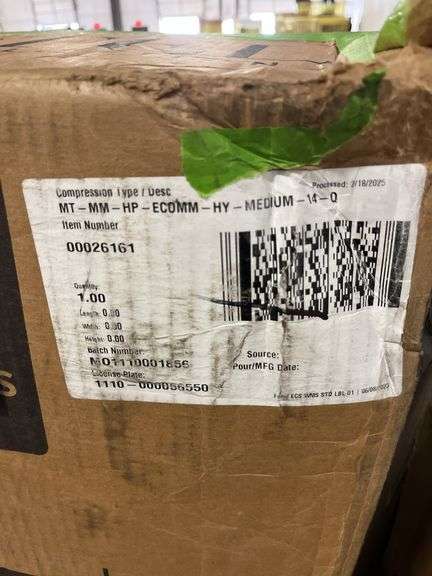 Compression Type / Desc
Processed: 2/18/2025
MT-MM-HP-ECOMM-HY-MEDIUM-14-Q
Item Number
00026161
Quantity
1.00
Length: 0.00
Width: 0.00
Height: 0.00
Batch Number:
MO1110001856
Source:
Pour/MFG Date:
License Plate:
1110-000056550
S